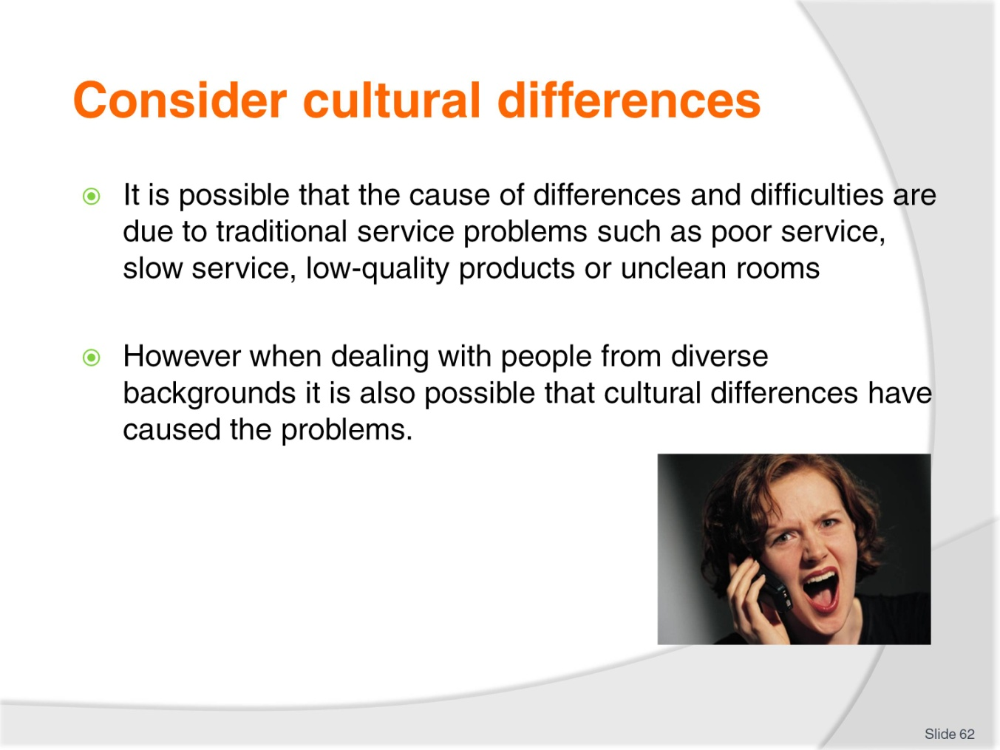 Consider cultural differences
It is possible that the cause of differences and difficulties are
due to traditional service problems such as poor service,
slow service, low-quality products or unclean rooms
However when dealing with people from diverse
backgrounds it is also possible that cultural differences have
caused the problems.
Slide 62